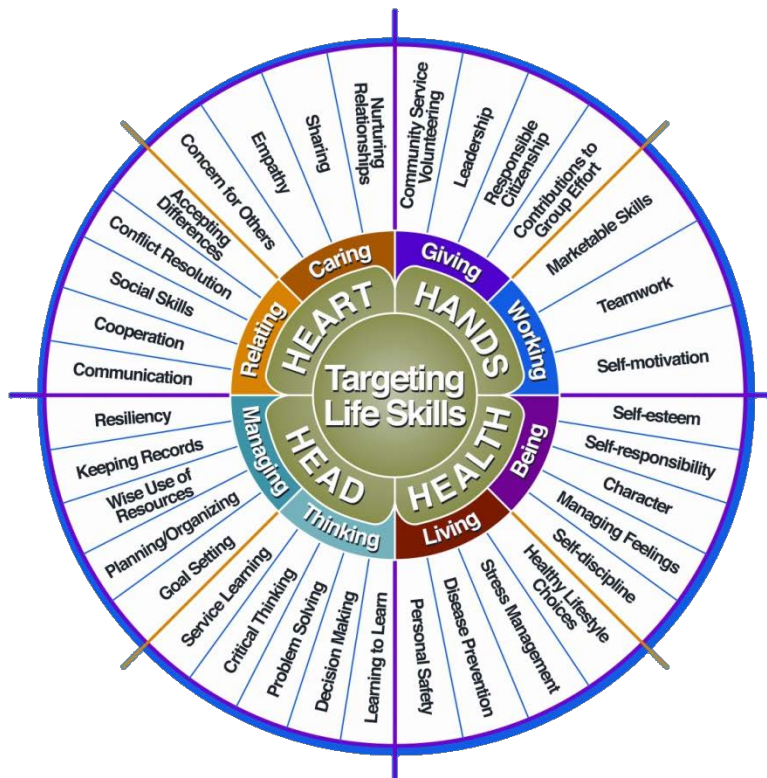 Targeting
Life Skills
HEART
HANDS
HEALTH
HEAD
Caring
Giving
Working
Being
Living
Thinking
Managing
Relating
Community Service
Volunteering
Leadership
Responsible
Citizenship
Contributions to
Group Effort
Marketable Skills
Teamwork
Self-motivation
Self-esteem
Self-responsibility
Character
Managing Feelings
Self-discipline
Healthy Lifestyle
Choices
Stress Management
Disease Prevention
Personal Safety
Learning to Learn
Decision Making
Problem Solving
Critical Thinking
Service Learning
Goal Setting
Planning/Organizing
Wise Use of
Resources
Keeping Records
Resiliency
Communication
Cooperation
Social Skills
Conflict Resolution
Accepting
Differences
Concern for Others
Empathy
Sharing
Nurturing
Relationships